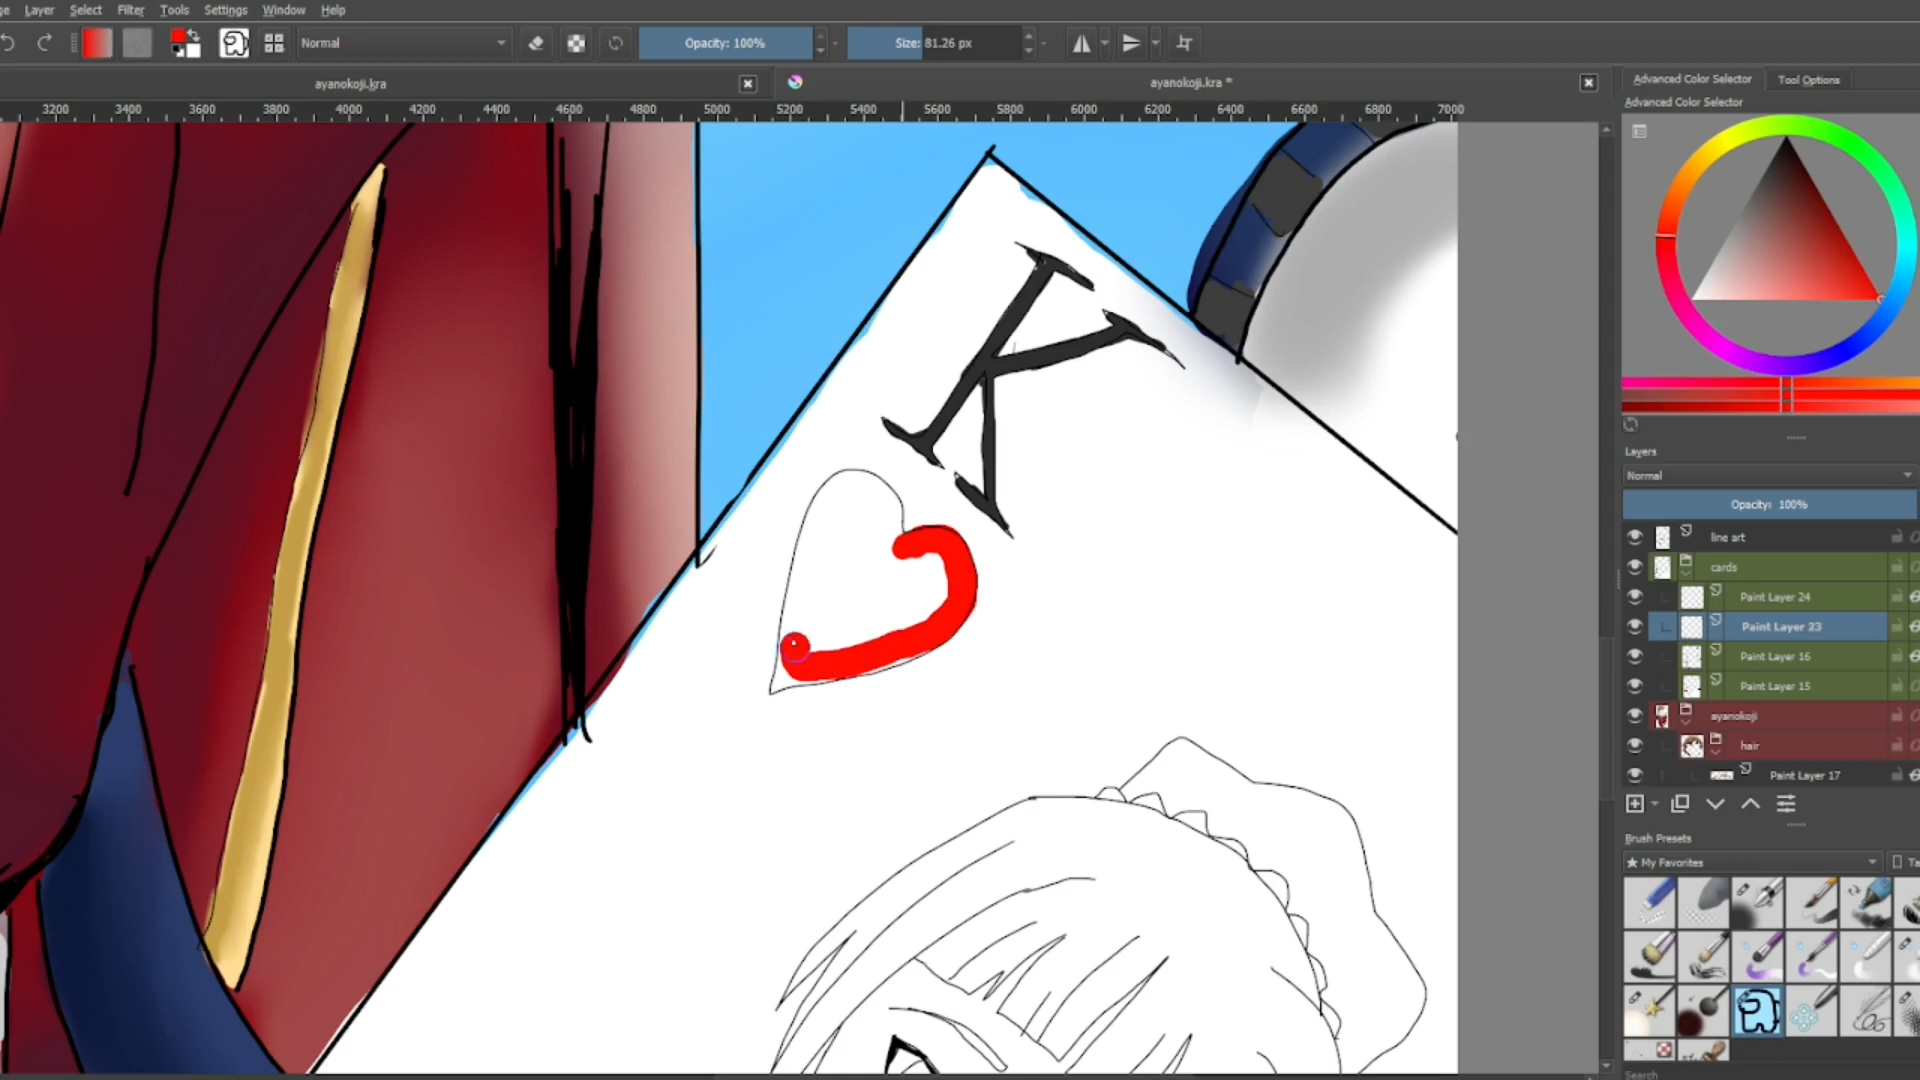 Layer Select Filter Tools Settings Window Help
Normal Opacity: 100% Size: 81.26 px
ayanokoji.kra ayanokoji.kra *
3200 3400 3600 3800 4000 4200 4400 4600 4800 5000 5200 5400 5600 5800 6000 6200 6400 6600 6800 7000
K
Advanced Color Selector Tool Options
Advanced Color Selector
Layers
Normal
Opacity: 100%
line art
cards
Paint Layer 24
Paint Layer 23
Paint Layer 16
Paint Layer 15
ayanokoji
hair
Paint Layer 17
Brush Presets
★ My Favorites Ta
Search